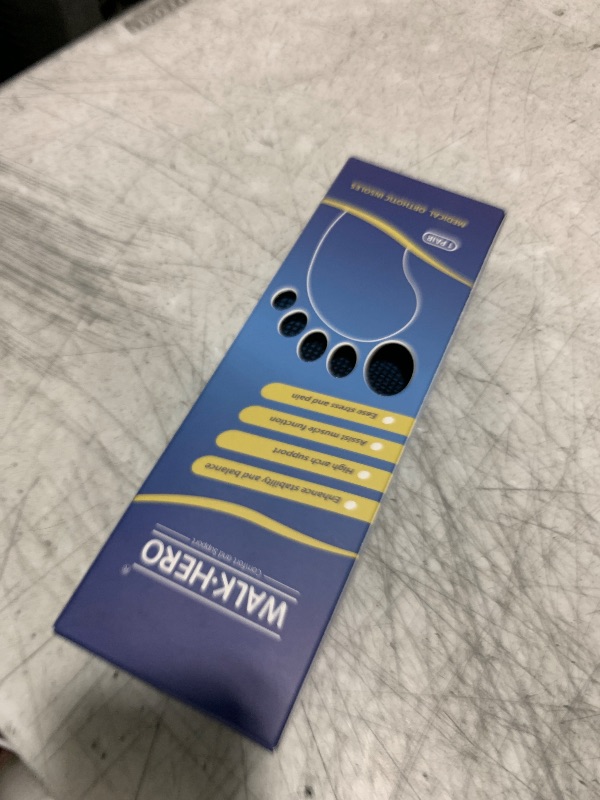 WALK·HERO®
Comfort and Support
Enhance stability and balance
High arch support
Assist muscle function
Ease stress and pain
1 PAIR
MEDICAL ORTHOTIC INSOLES